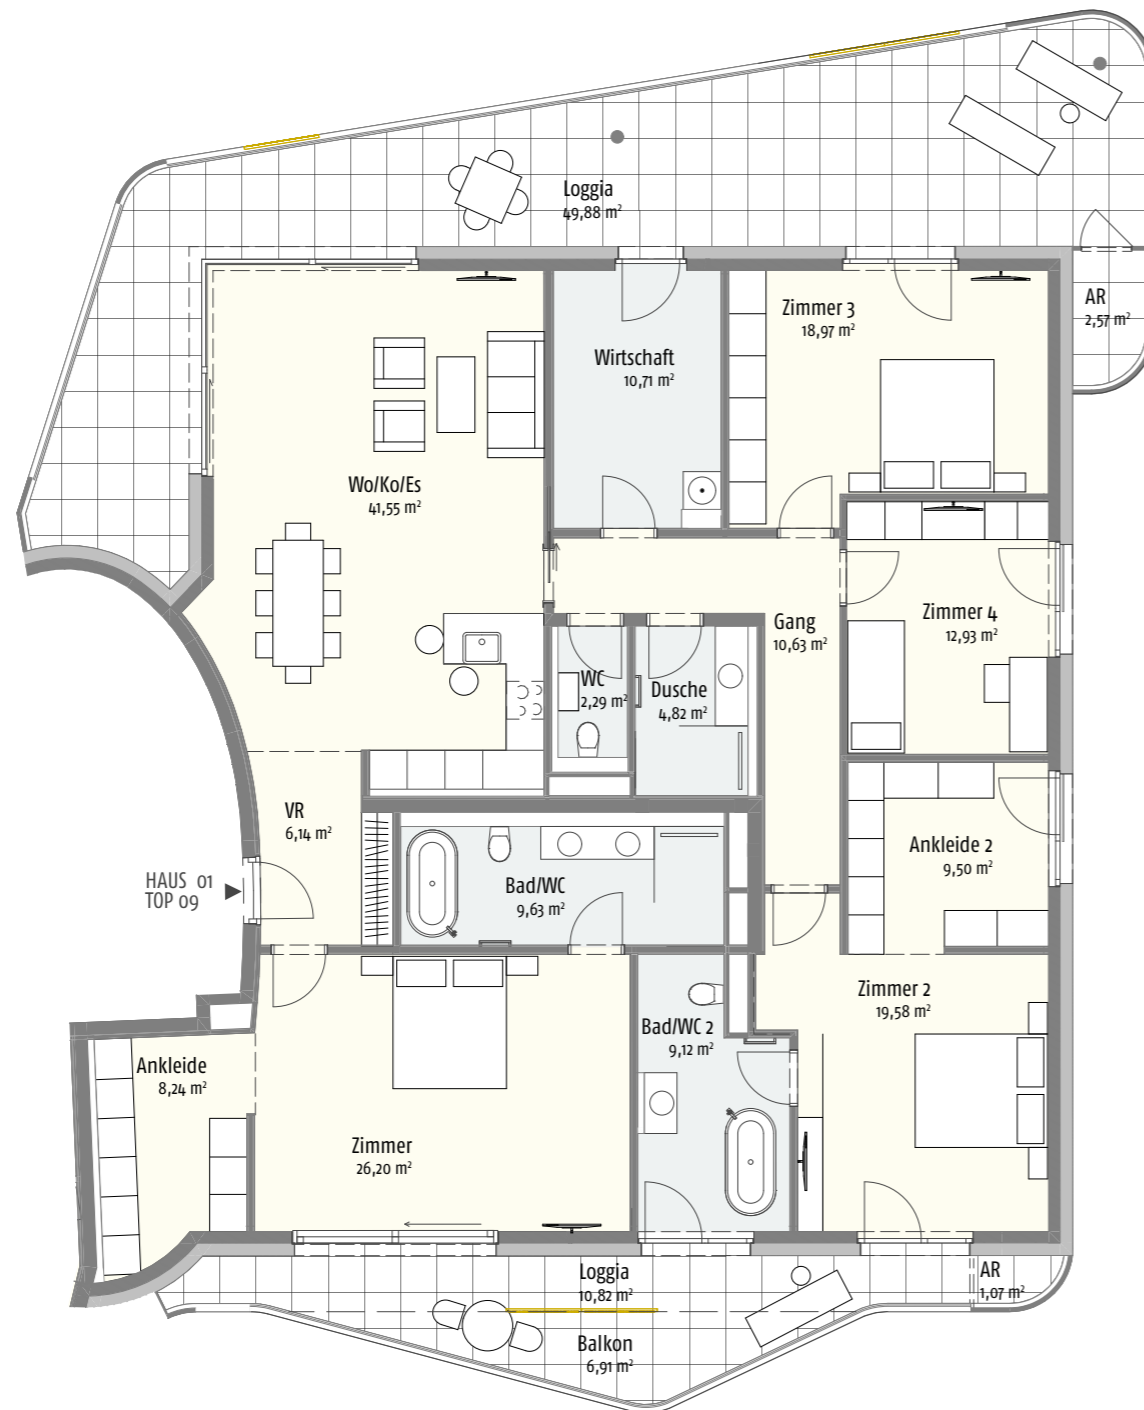 Loggia
49,88 m²
AR
2,57 m²
Zimmer 3
18,97 m²
Wirtschaft
10,71 m²
Wo/Ko/Es
41,55 m²
Zimmer 4
12,93 m²
Gang
10,63 m²
WC
2,29 m²
Dusche
4,82 m²
VR
6,14 m²
Ankleide 2
9,50 m²
HAUS 01
TOP 09
Bad/WC
9,63 m²
Zimmer 2
19,58 m²
Bad/WC 2
9,12 m²
Ankleide
8,24 m²
Zimmer
26,20 m²
Loggia
10,82 m²
AR
1,07 m²
Balkon
6,91 m²